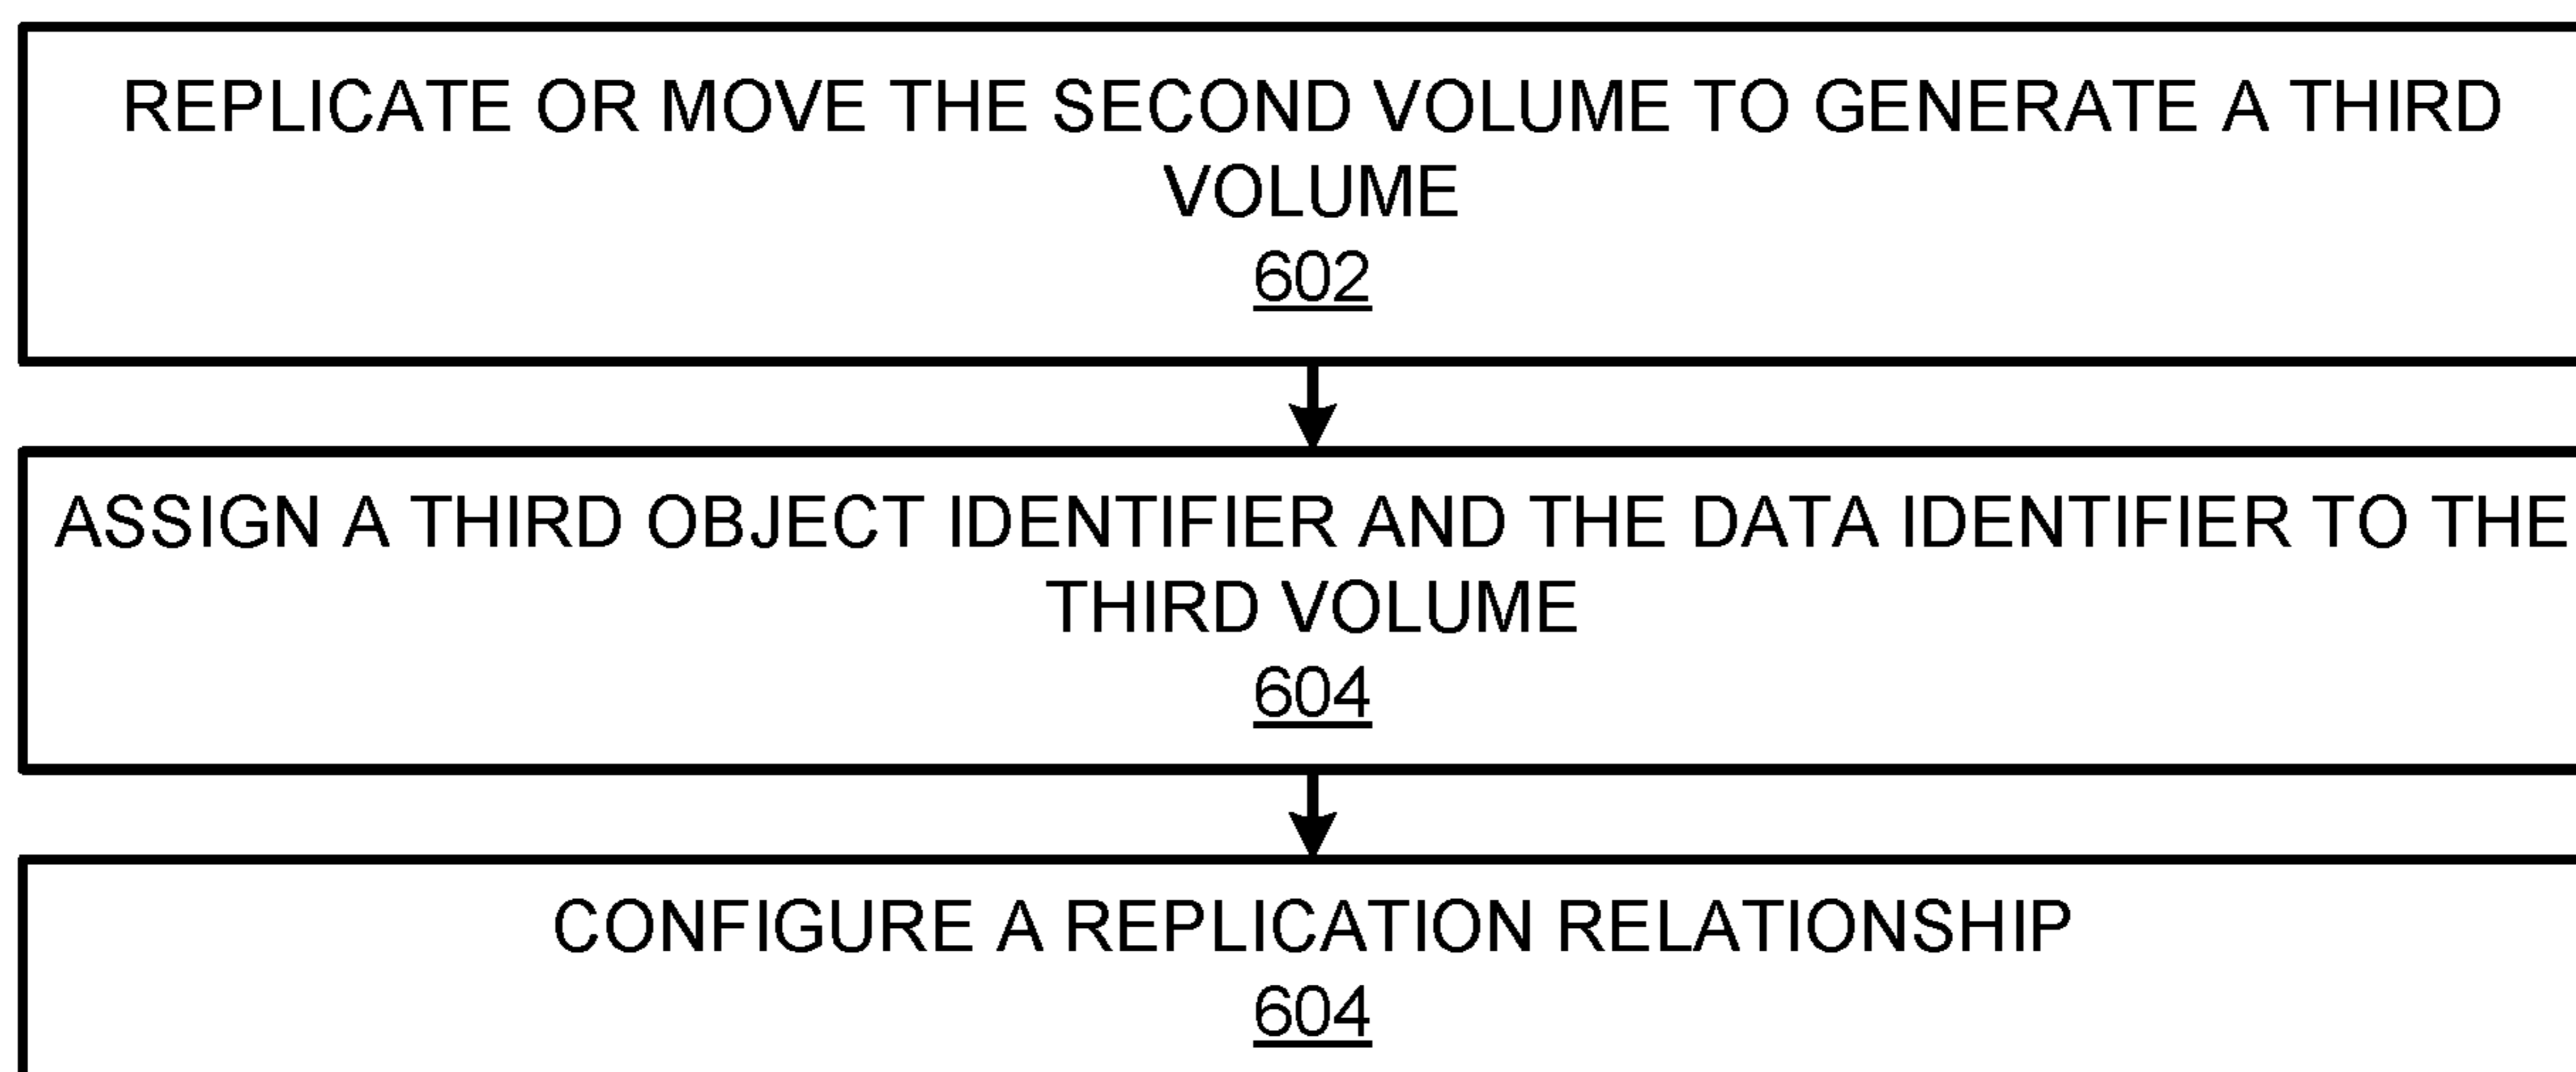 REPLICATE OR MOVE THE SECOND VOLUME TO GENERATE A THIRD
VOLUME
602
ASSIGN A THIRD OBJECT IDENTIFIER AND THE DATA IDENTIFIER TO THE
THIRD VOLUME
604
CONFIGURE A REPLICATION RELATIONSHIP
604